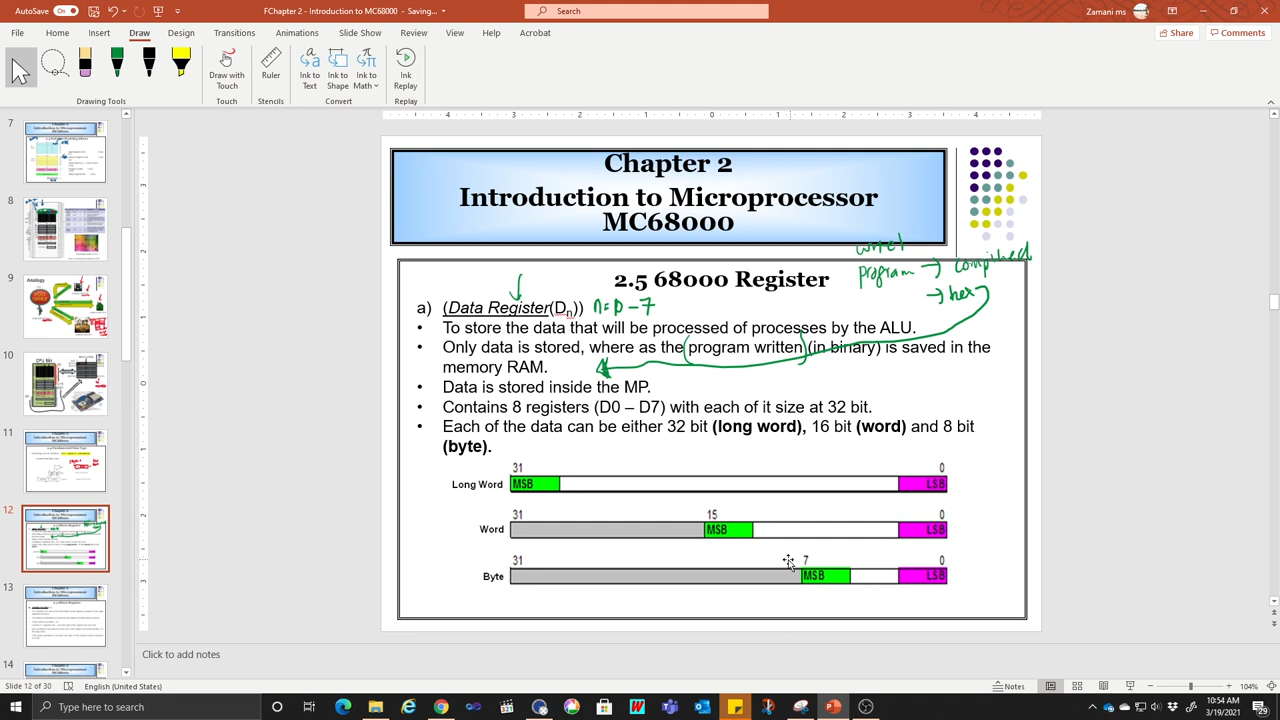 AutoSave
On
FChapter 2 - Introduction to MC68000 - Saving...
Search
Zamani ms
File Home Insert Draw Design Transitions Animations Slide Show Review View Help Acrobat
Share Comments
Draw with Touch
Ruler
Ink to Text
Ink to Shape
Ink to Math
Ink Replay
Drawing Tools Touch Stencils Convert Replay
7
8
9
10
11
12
13
14
Chapter 2
Introduction to Microprocessor
MC68000
2.5 68000 Register
program → compiled
→ hex
a) (Data Register(Dn)) n = 0 - 7
• To store the data that will be processed of processes by the ALU.
• Only data is stored, where as the program written (in binary) is saved in the
memory RAM.
• Data is stored inside the MP.
• Contains 8 registers (D0 – D7) with each of it size at 32 bit.
• Each of the data can be either 32 bit (long word), 16 bit (word) and 8 bit
(byte).
31 0
Long Word MSB LSB
31 15 0
Word MSB LSB
31 7 0
Byte MSB LSB
Click to add notes
Slide 12 of 30 English (United States) Notes 104%
Type here to search
10:54 AM
3/19/2021